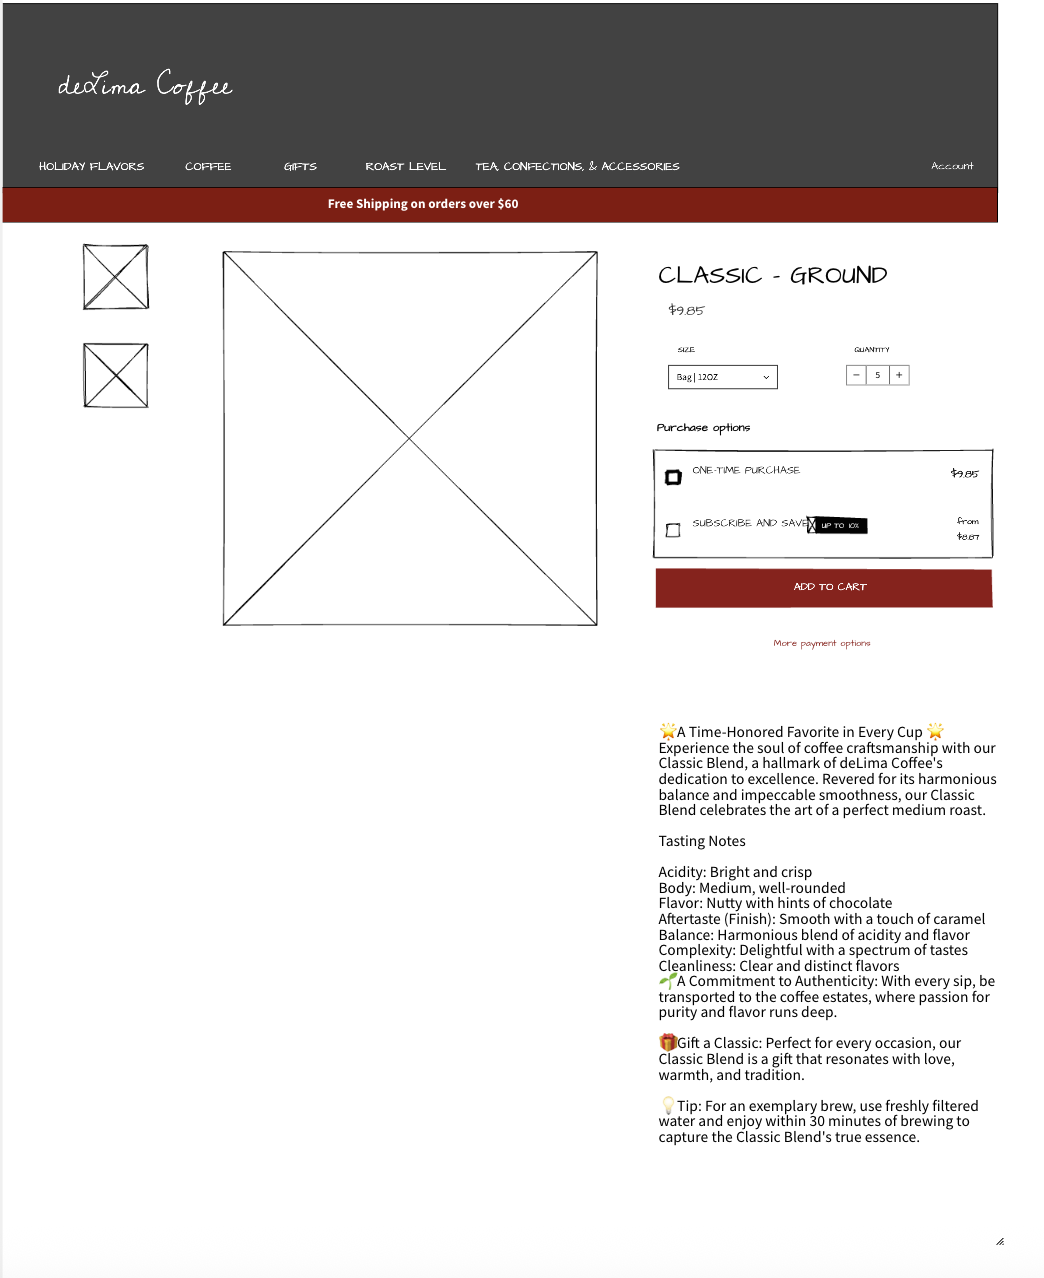 deLima Coffee
HOLIDAY FLAVORS COFFEE GIFTS ROAST LEVEL TEA, CONFECTIONS, & ACCESSORIES Account
Free Shipping on orders over $60
CLASSIC - GROUND
$9.85
SIZE QUANTITY
Bag | 12OZ − 5 +
Purchase options
ONE-TIME PURCHASE $9.85
SUBSCRIBE AND SAVE UP TO 10% from
$8.87
ADD TO CART
More payment options
🌟A Time-Honored Favorite in Every Cup 🌟
Experience the soul of coffee craftsmanship with our
Classic Blend, a hallmark of deLima Coffee's
dedication to excellence. Revered for its harmonious
balance and impeccable smoothness, our Classic
Blend celebrates the art of a perfect medium roast.
Tasting Notes
Acidity: Bright and crisp
Body: Medium, well-rounded
Flavor: Nutty with hints of chocolate
Aftertaste (Finish): Smooth with a touch of caramel
Balance: Harmonious blend of acidity and flavor
Complexity: Delightful with a spectrum of tastes
Cleanliness: Clear and distinct flavors
🌱A Commitment to Authenticity: With every sip, be
transported to the coffee estates, where passion for
purity and flavor runs deep.
🎁Gift a Classic: Perfect for every occasion, our
Classic Blend is a gift that resonates with love,
warmth, and tradition.
💡Tip: For an exemplary brew, use freshly filtered
water and enjoy within 30 minutes of brewing to
capture the Classic Blend's true essence.